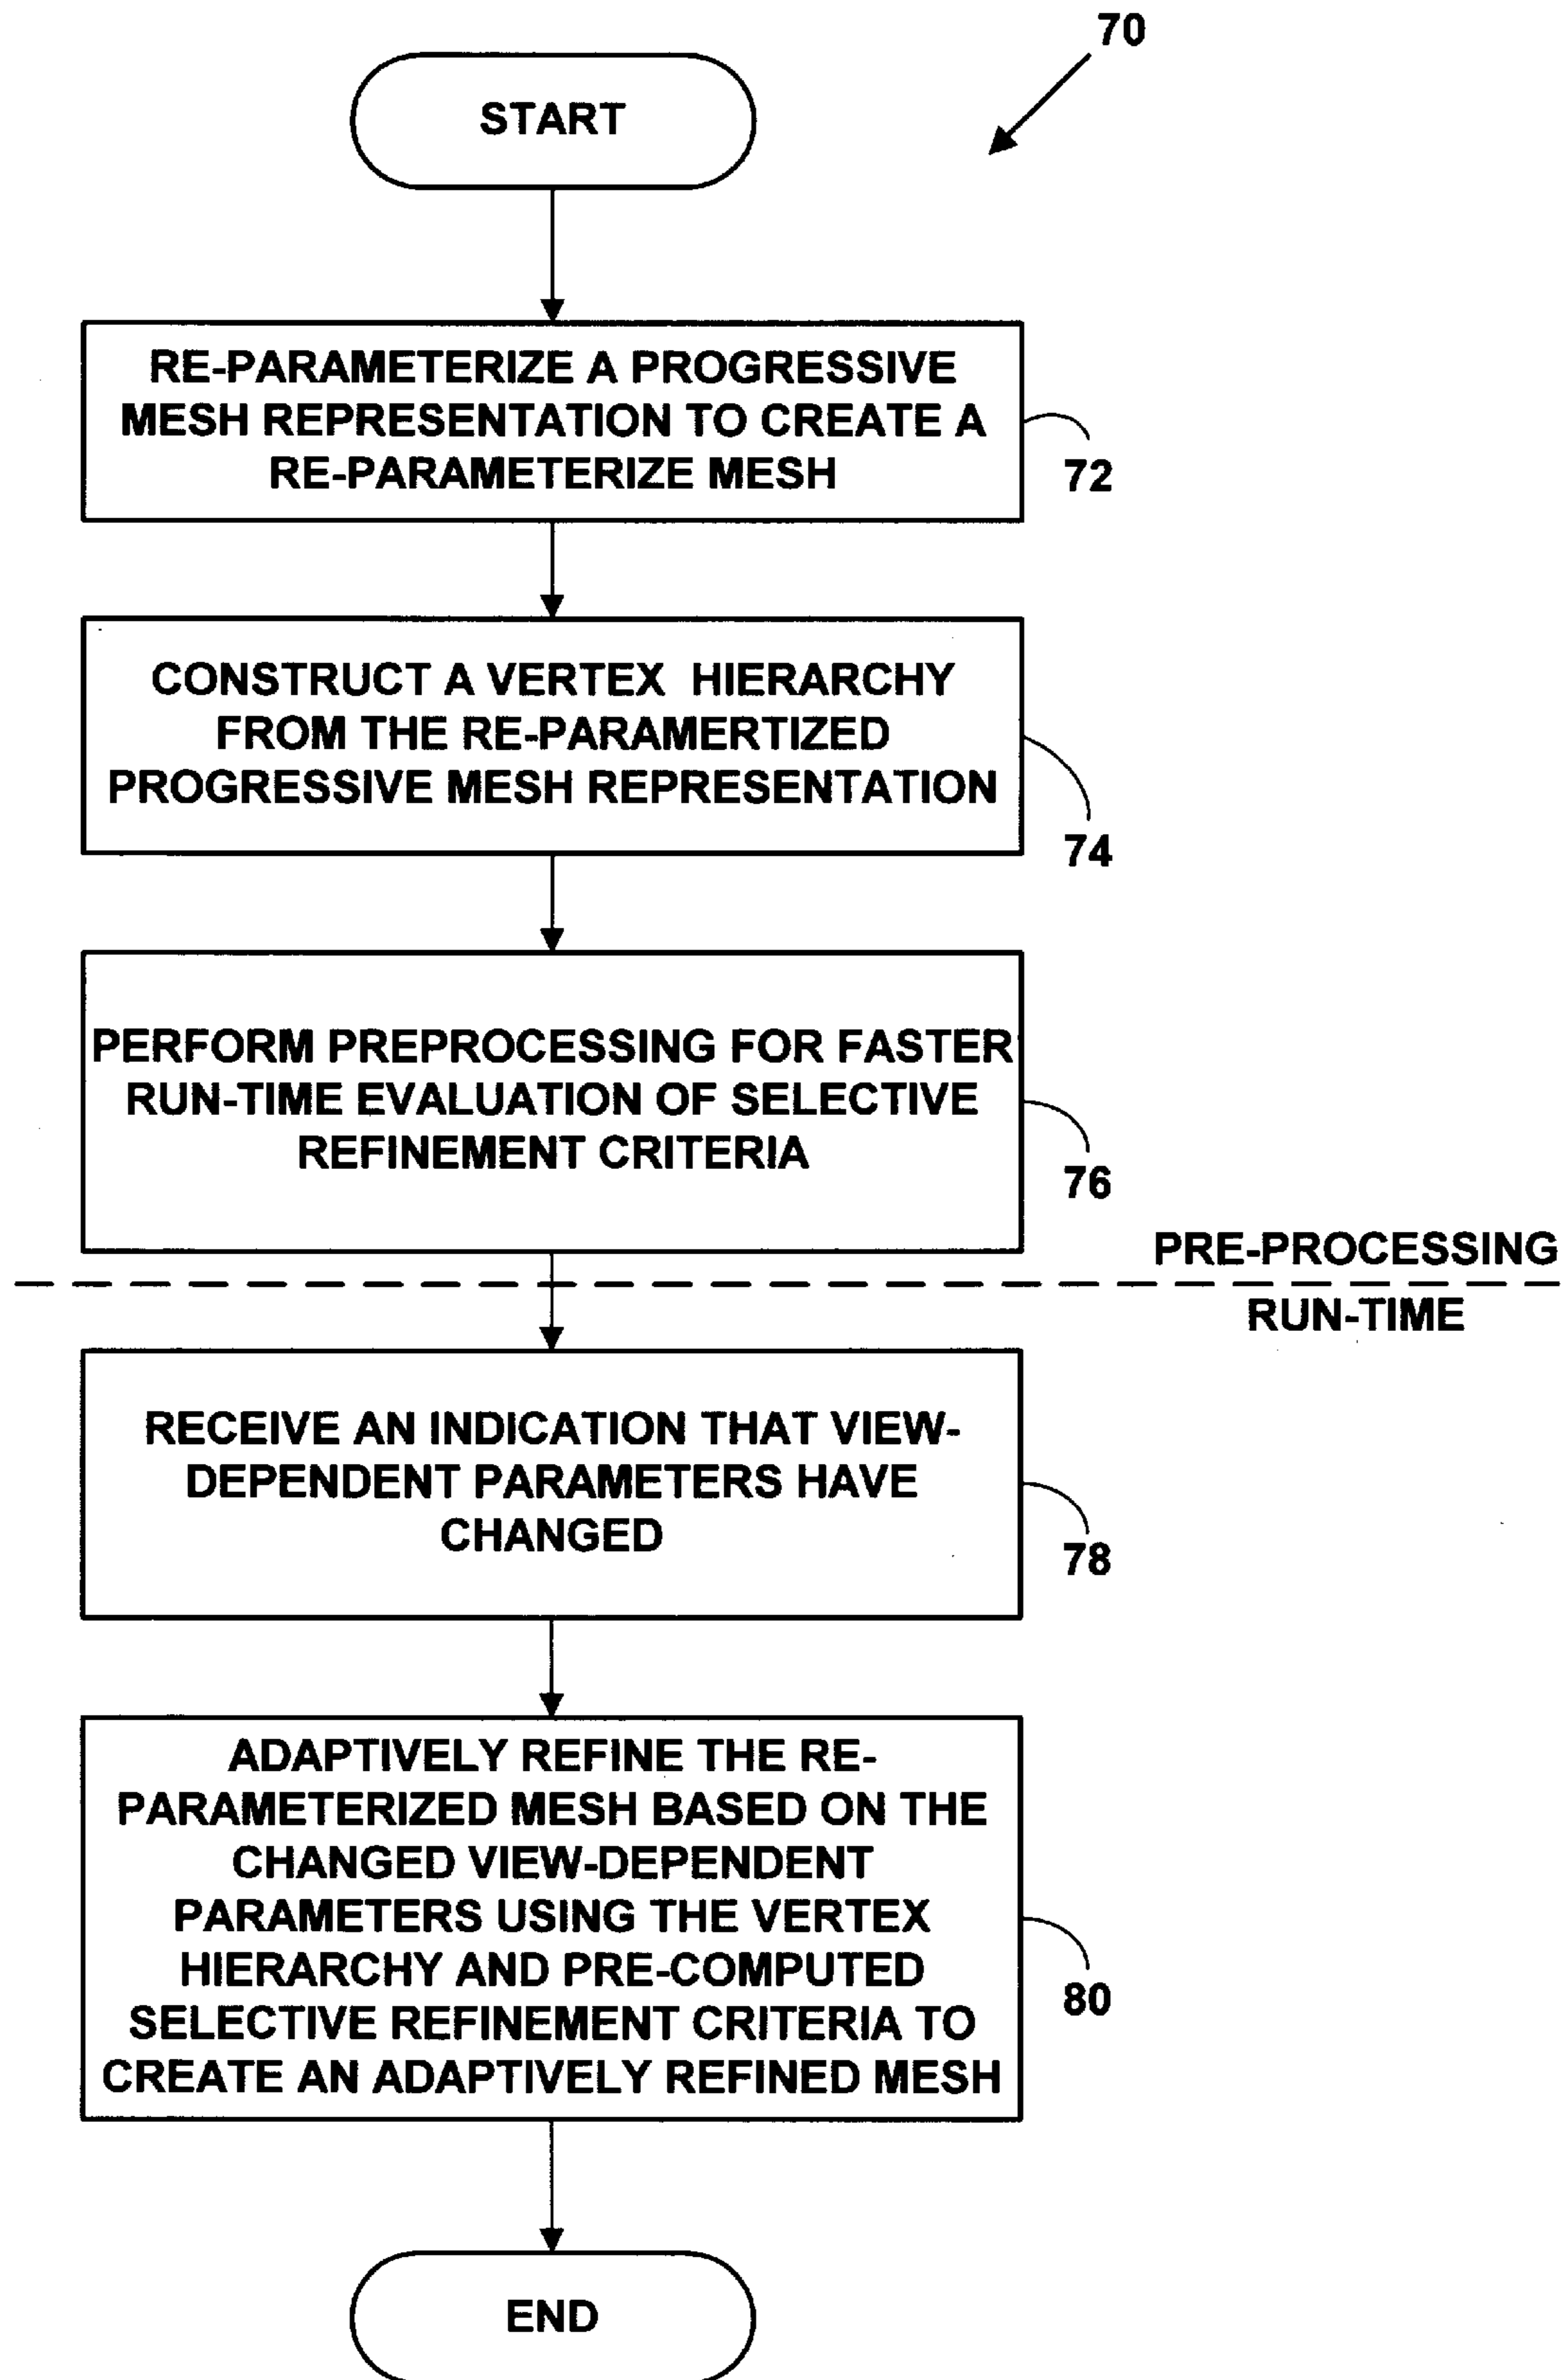 70
START
RE-PARAMETERIZE A PROGRESSIVE
MESH REPRESENTATION TO CREATE A
RE-PARAMETERIZE MESH
72
CONSTRUCT A VERTEX HIERARCHY
FROM THE RE-PARAMERTIZED
PROGRESSIVE MESH REPRESENTATION
74
PERFORM PREPROCESSING FOR FASTER
RUN-TIME EVALUATION OF SELECTIVE
REFINEMENT CRITERIA
76
PRE-PROCESSING
RUN-TIME
RECEIVE AN INDICATION THAT VIEW-
DEPENDENT PARAMETERS HAVE
CHANGED
78
ADAPTIVELY REFINE THE RE-
PARAMETERIZED MESH BASED ON THE
CHANGED VIEW-DEPENDENT
PARAMETERS USING THE VERTEX
HIERARCHY AND PRE-COMPUTED
SELECTIVE REFINEMENT CRITERIA TO
CREATE AN ADAPTIVELY REFINED MESH
80
END